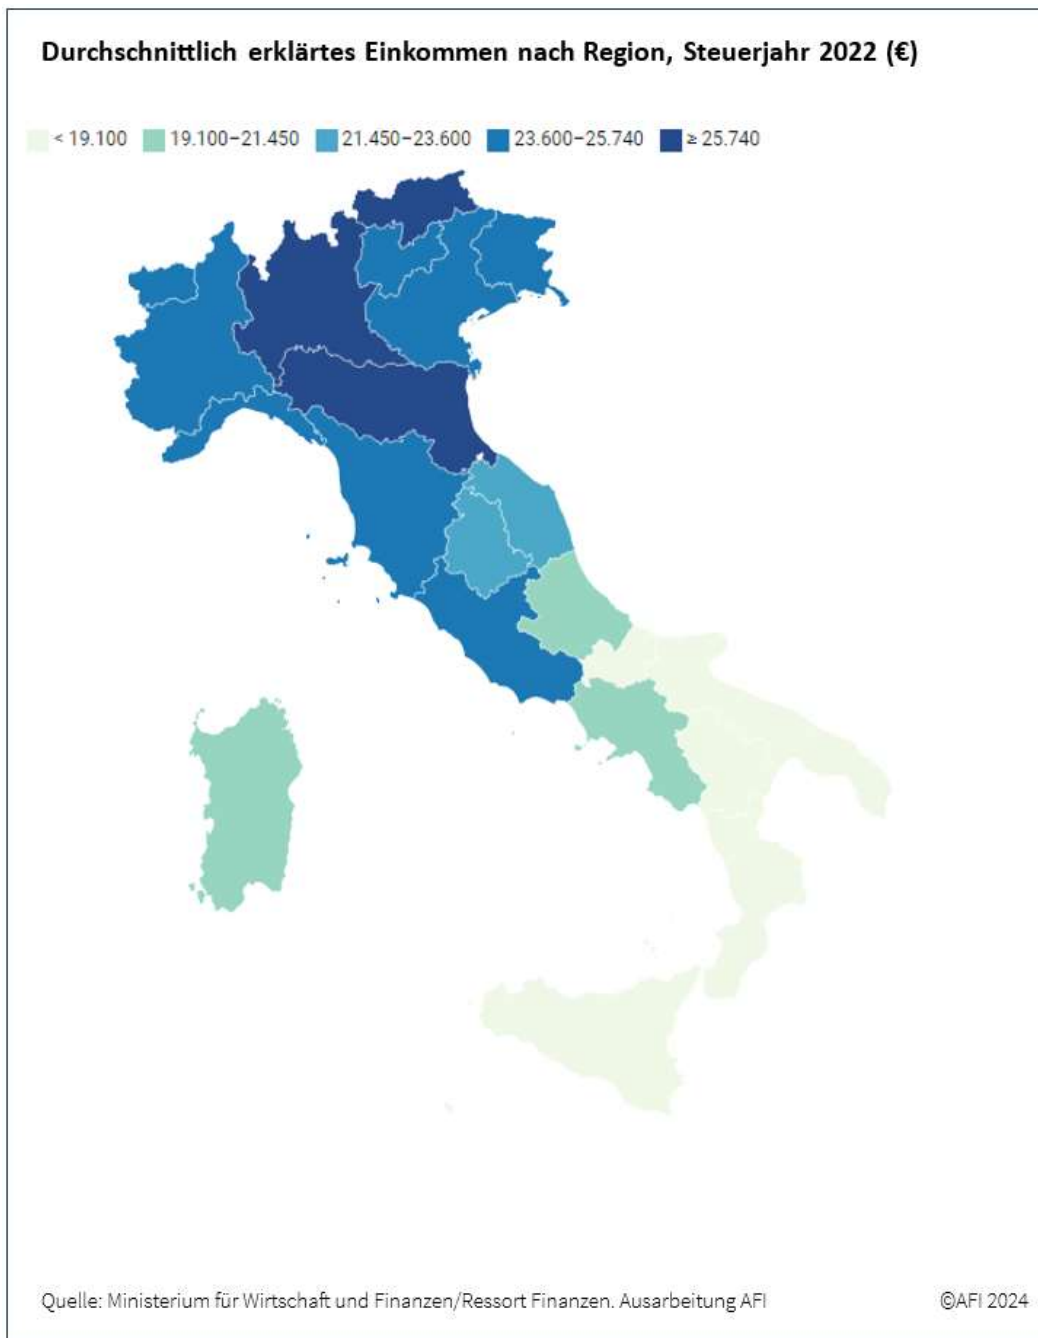 Durchschnittlich erklärtes Einkommen nach Region, Steuerjahr 2022 (€)
< 19.100 19.100–21.450 21.450–23.600 23.600–25.740 ≥ 25.740
Quelle: Ministerium für Wirtschaft und Finanzen/Ressort Finanzen. Ausarbeitung AFI ©AFI 2024